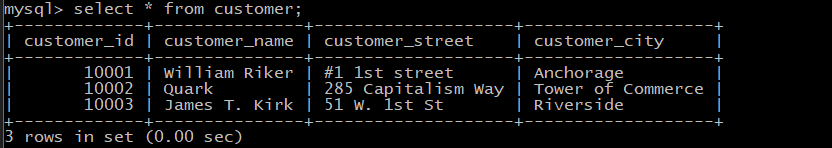 mysql> select * from customer;
+-------------+---------------+--------------------+-------------------+
| customer_id | customer_name | customer_street    | customer_city     |
+-------------+---------------+--------------------+-------------------+
|       10001 | William Riker | #1 1st street      | Anchorage         |
|       10002 | Quark         | 285 Capitalism Way | Tower of Commerce |
|       10003 | James T. Kirk | 51 W. 1st St       | Riverside         |
+-------------+---------------+--------------------+-------------------+
3 rows in set (0.00 sec)